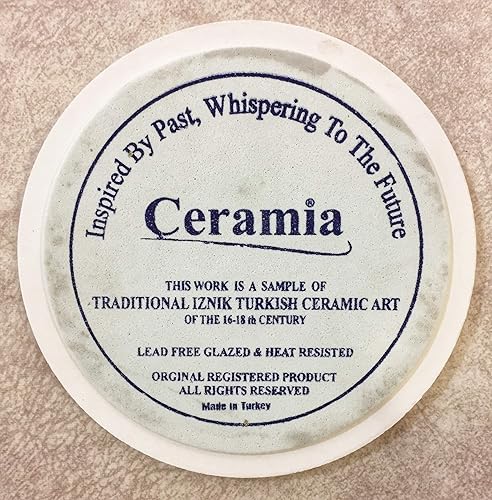 Inspired By Past, Whispering To The Future
Ceramia®
THIS WORK IS A SAMPLE OF
TRADITIONAL IZNIK TURKISH CERAMIC ART
OF THE 16-18 th CENTURY
LEAD FREE GLAZED & HEAT RESISTED
ORGINAL REGISTERED PRODUCT
ALL RIGHTS RESERVED
Made in Turkey